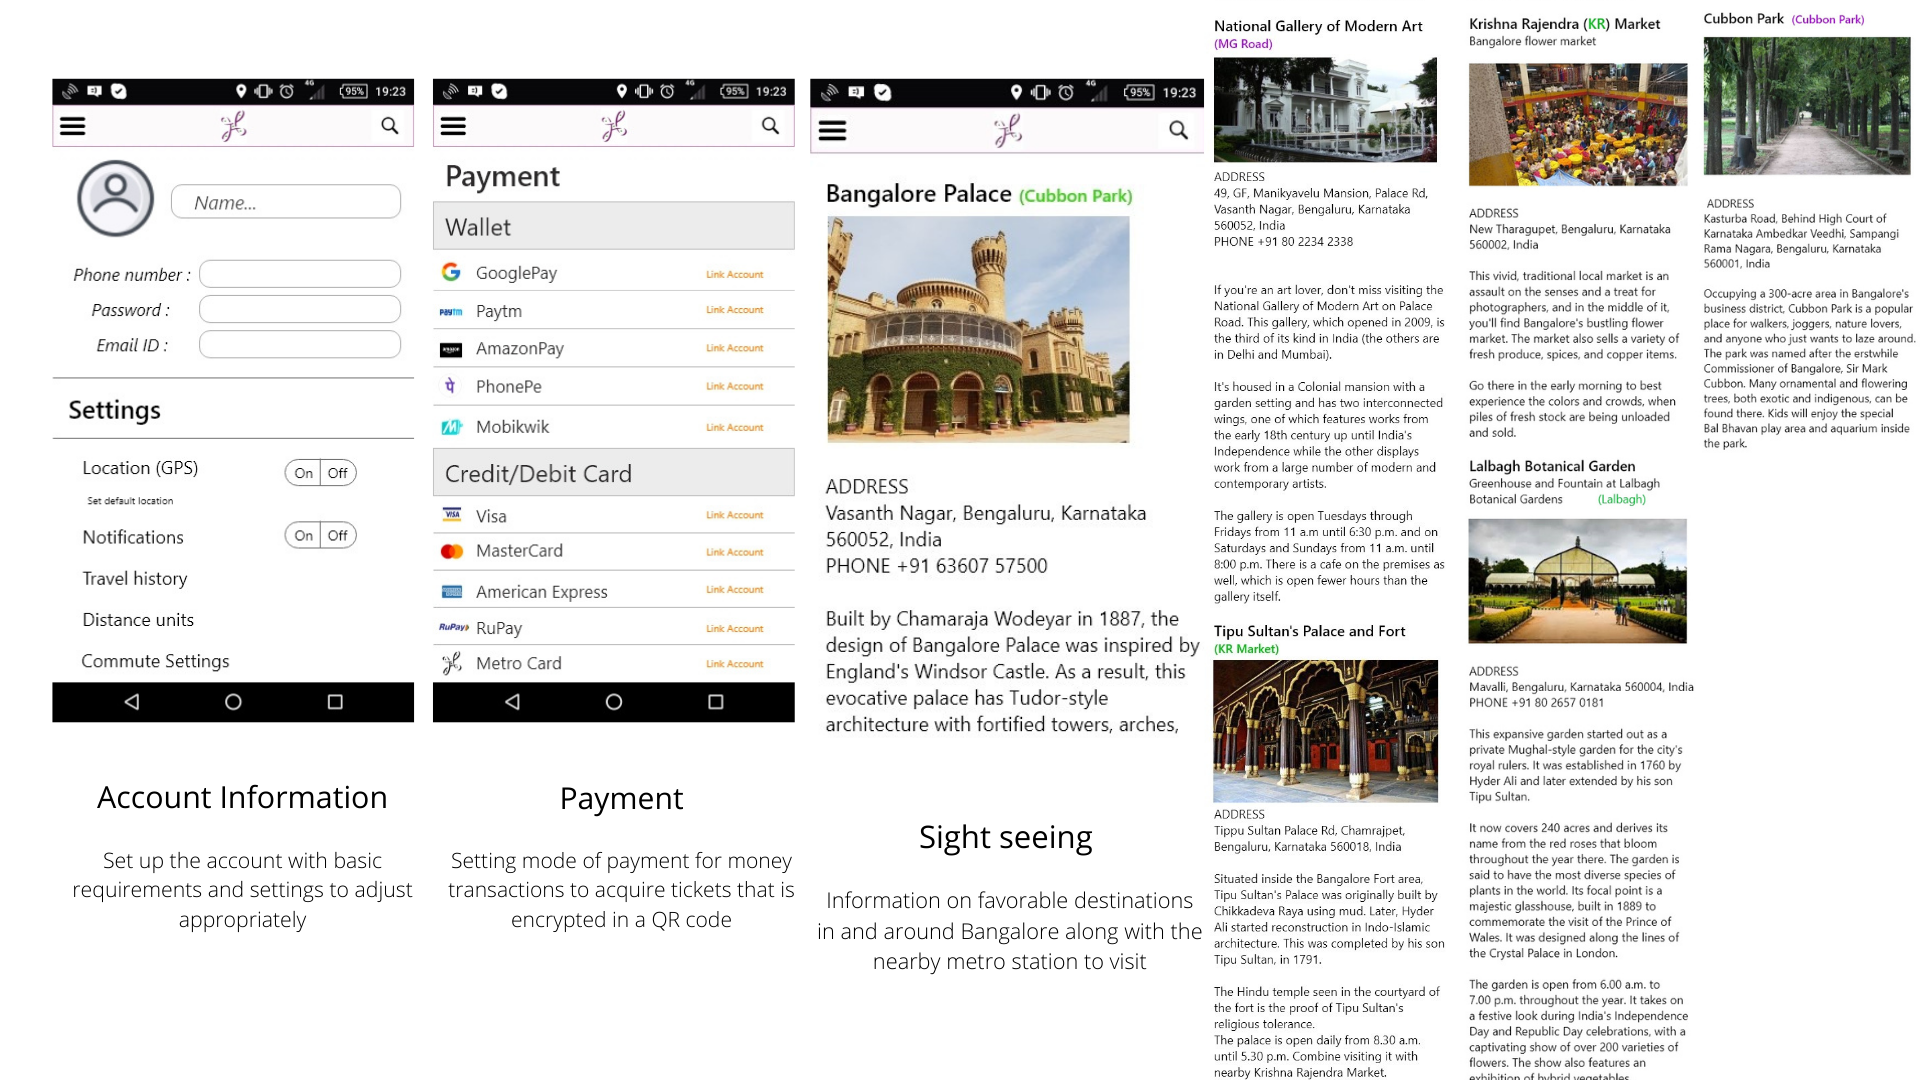 4G
95%
19:23
Name...
Phone number :
Password :
Email ID :
Settings
Location (GPS)
On
Off
Set default location
Notifications
On
Off
Travel history
Distance units
Commute Settings
Account Information
Set up the account with basic
requirements and settings to adjust
appropriately
4G
95%
19:23
Payment
Wallet
GooglePay Link Account
Paytm Paytm Link Account
AmazonPay Link Account
PhonePe Link Account
Mobikwik Link Account
Credit/Debit Card
VISA Visa Link Account
MasterCard Link Account
American Express Link Account
RuPay RuPay Link Account
Metro Card Link Account
Payment
Setting mode of payment for money
transactions to acquire tickets that is
encrypted in a QR code
4G
95%
19:23
Bangalore Palace (Cubbon Park)
ADDRESS
Vasanth Nagar, Bengaluru, Karnataka
560052, India
PHONE +91 63607 57500
Built by Chamaraja Wodeyar in 1887, the
design of Bangalore Palace was inspired by
England's Windsor Castle. As a result, this
evocative palace has Tudor-style
architecture with fortified towers, arches,
Sight seeing
Information on favorable destinations
in and around Bangalore along with the
nearby metro station to visit
National Gallery of Modern Art
(MG Road)
ADDRESS
49, GF, Manikyavelu Mansion, Palace Rd,
Vasanth Nagar, Bengaluru, Karnataka
560052, India
PHONE +91 80 2234 2338
If you're an art lover, don't miss visiting the
National Gallery of Modern Art on Palace
Road. This gallery, which opened in 2009, is
the third of its kind in India (the others are
in Delhi and Mumbai).
It's housed in a Colonial mansion with a
garden setting and has two interconnected
wings, one of which features works from
the early 18th century up until India's
Independence while the other displays
work from a large number of modern and
contemporary artists.
The gallery is open Tuesdays through
Fridays from 11 a.m until 6:30 p.m. and on
Saturdays and Sundays from 11 a.m. until
8:00 p.m. There is a cafe on the premises as
well, which is open fewer hours than the
gallery itself.
Tipu Sultan's Palace and Fort
(KR Market)
ADDRESS
Tippu Sultan Palace Rd, Chamrajpet,
Bengaluru, Karnataka 560018, India
Situated inside the Bangalore Fort area,
Tipu Sultan's Palace was originally built by
Chikkadeva Raya using mud. Later, Hyder
Ali started reconstruction in Indo-Islamic
architecture. This was completed by his son
Tipu Sultan, in 1791.
The Hindu temple seen in the courtyard of
the fort is the proof of Tipu Sultan's
religious tolerance.
The palace is open daily from 8.30 a.m.
until 5.30 p.m. Combine visiting it with
nearby Krishna Rajendra Market.
Krishna Rajendra (KR) Market
Bangalore flower market
ADDRESS
New Tharagupet, Bengaluru, Karnataka
560002, India
This vivid, traditional local market is an
assault on the senses and a treat for
photographers, and in the middle of it,
you'll find Bangalore's bustling flower
market. The market also sells a variety of
fresh produce, spices, and copper items.
Go there in the early morning to best
experience the colors and crowds, when
piles of fresh stock are being unloaded
and sold.
Lalbagh Botanical Garden
Greenhouse and Fountain at Lalbagh
Botanical Gardens (Lalbagh)
ADDRESS
Mavalli, Bengaluru, Karnataka 560004, India
PHONE +91 80 2657 0181
This expansive garden started out as a
private Mughal-style garden for the city's
royal rulers. It was established in 1760 by
Hyder Ali and later extended by his son
Tipu Sultan.
It now covers 240 acres and derives its
name from the red roses that bloom
throughout the year there. The garden is
said to have the most diverse species of
plants in the world. Its focal point is a
majestic glasshouse, built in 1889 to
commemorate the visit of the Prince of
Wales. It was designed along the lines of
the Crystal Palace in London.
The garden is open from 6.00 a.m. to
7.00 p.m. throughout the year. It takes on
a festive look during India's Independence
Day and Republic Day celebrations, with a
captivating show of over 200 varieties of
flowers. The show also features an
exhibition of hybrid vegetables.
Cubbon Park (Cubbon Park)
ADDRESS
Kasturba Road, Behind High Court of
Karnataka Ambedkar Veedhi, Sampangi
Rama Nagara, Bengaluru, Karnataka
560001, India
Occupying a 300-acre area in Bangalore's
business district, Cubbon Park is a popular
place for walkers, joggers, nature lovers,
and anyone who just wants to laze around.
The park was named after the erstwhile
Commissioner of Bangalore, Sir Mark
Cubbon. Many ornamental and flowering
trees, both exotic and indigenous, can be
found there. Kids will enjoy the special
Bal Bhavan play area and aquarium inside
the park.